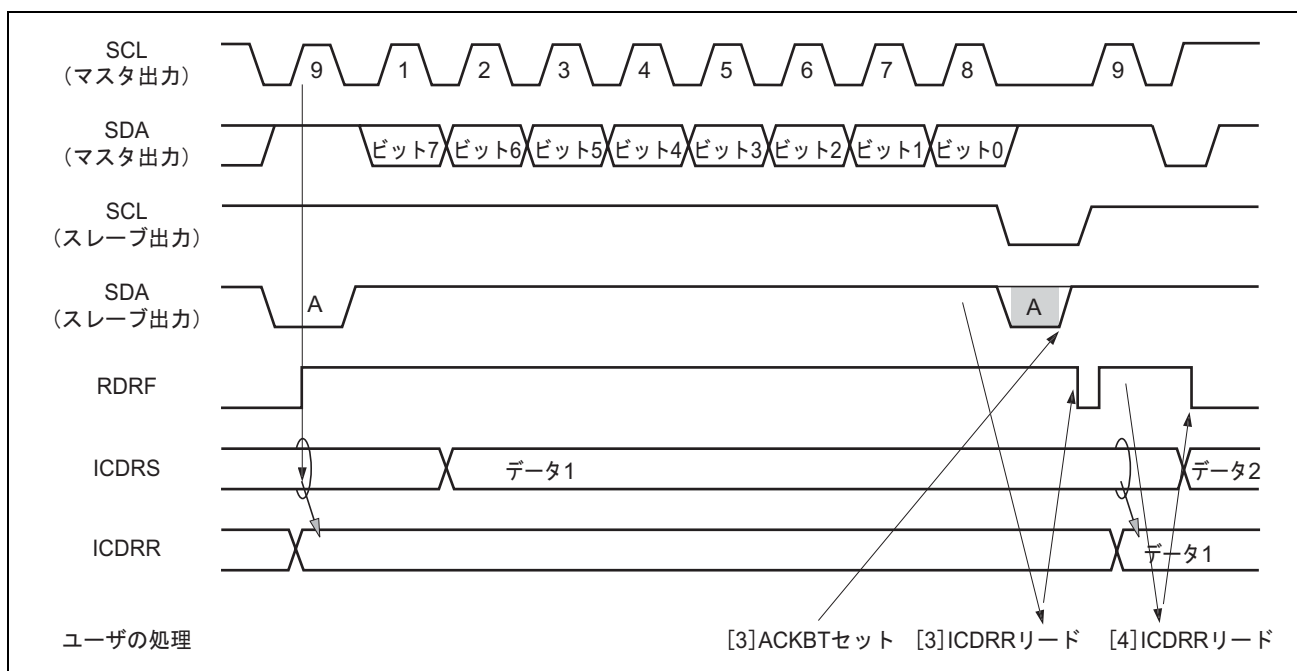 SCL
（マスタ出力）
9 1 2 3 4 5 6 7 8 9
SDA
（マスタ出力）
ビット7 ビット6 ビット5 ビット4 ビット3 ビット2 ビット1 ビット0
SCL
（スレーブ出力）
SDA
（スレーブ出力）
A A
RDRF
ICDRS
データ1 データ2
ICDRR
データ1
ユーザの処理
[3]ACKBTセット [3]ICDRRリード [4]ICDRRリード